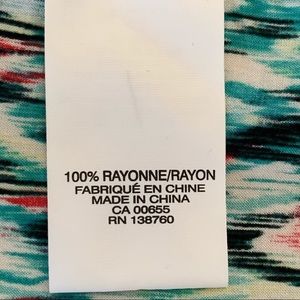 100% RAYONNE/RAYON
FABRIQUÉ EN CHINE
MADE IN CHINA
CA 00655
RN 138760